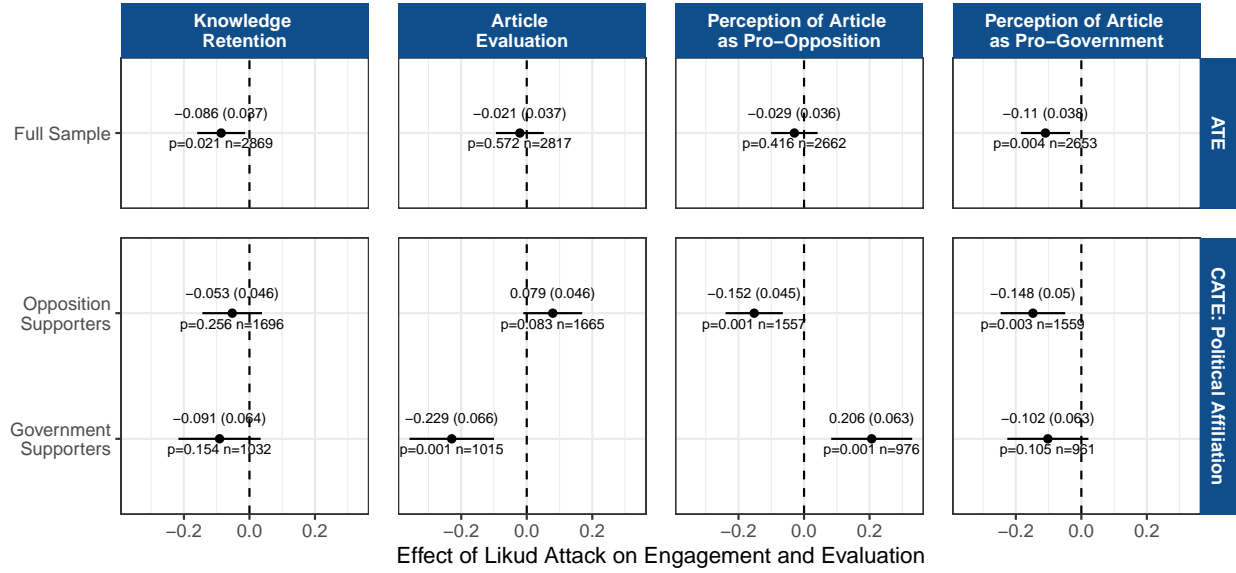 Knowledge
Retention
Article
Evaluation
Perception of Article
as Pro−Opposition
Perception of Article
as Pro−Government
Full Sample
−0.086 (0.037)
p=0.021 n=2869
−0.021 (0.037)
p=0.572 n=2817
−0.029 (0.036)
p=0.416 n=2662
−0.11 (0.038)
p=0.004 n=2653
ATE
Opposition
Supporters
−0.053 (0.046)
p=0.256 n=1696
0.079 (0.046)
p=0.083 n=1665
−0.152 (0.045)
p=0.001 n=1557
−0.148 (0.05)
p=0.003 n=1559
Government
Supporters
−0.091 (0.064)
p=0.154 n=1032
−0.229 (0.066)
p=0.001 n=1015
0.206 (0.063)
p=0.001 n=976
−0.102 (0.063)
p=0.105 n=961
CATE: Political Affiliation
−0.2 0.0 0.2
−0.2 0.0 0.2
−0.2 0.0 0.2
−0.2 0.0 0.2
Effect of Likud Attack on Engagement and Evaluation